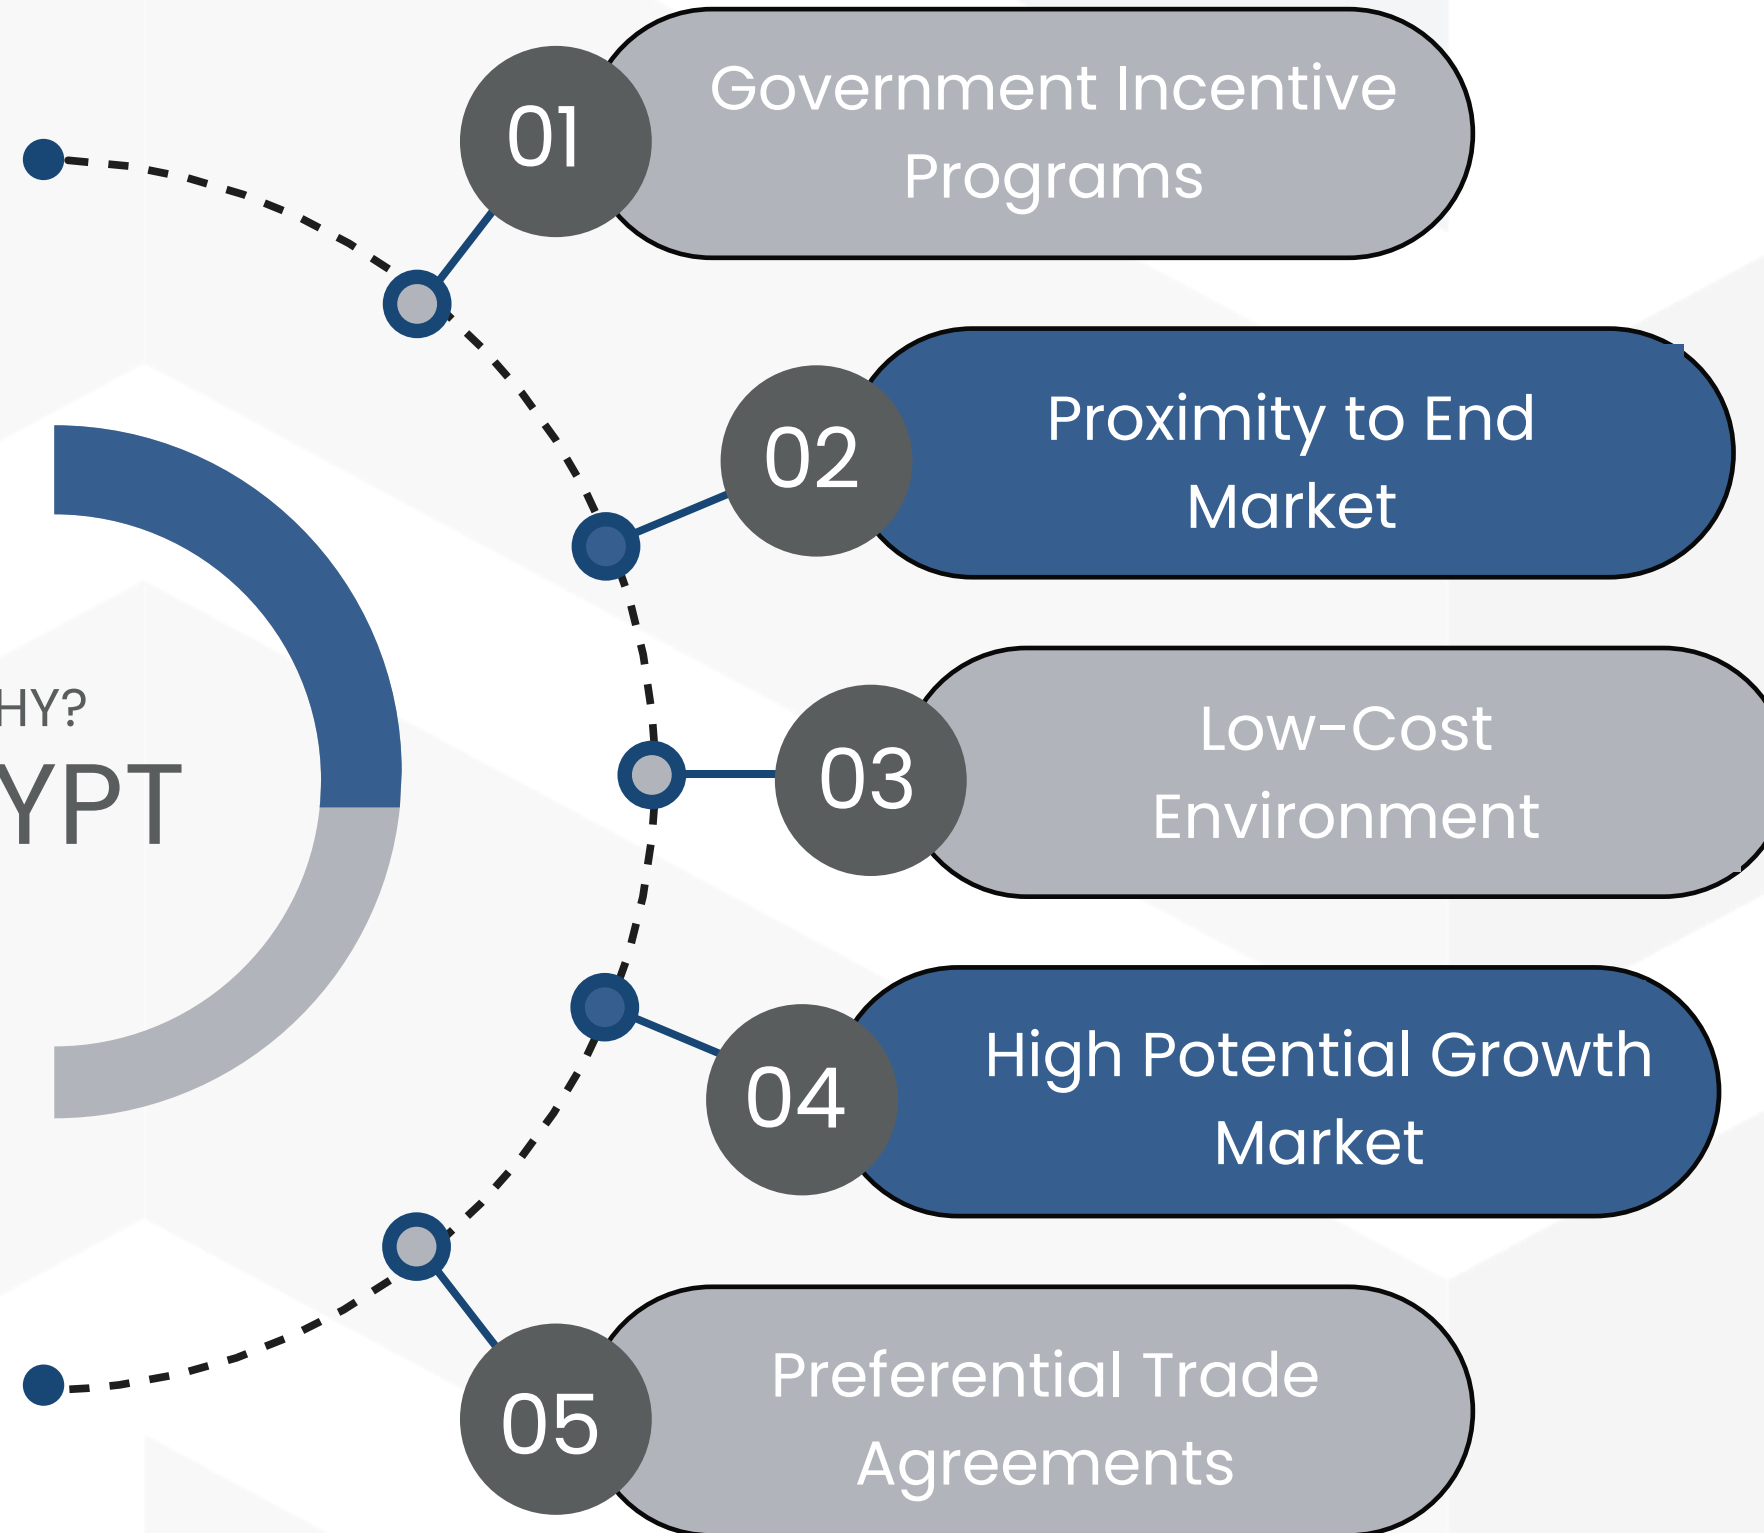 01
Government Incentive
Programs
02
Proximity to End
Market
HY?
YPT
03
Low-Cost
Environment
04
High Potential Growth
Market
05
Preferential Trade
Agreements